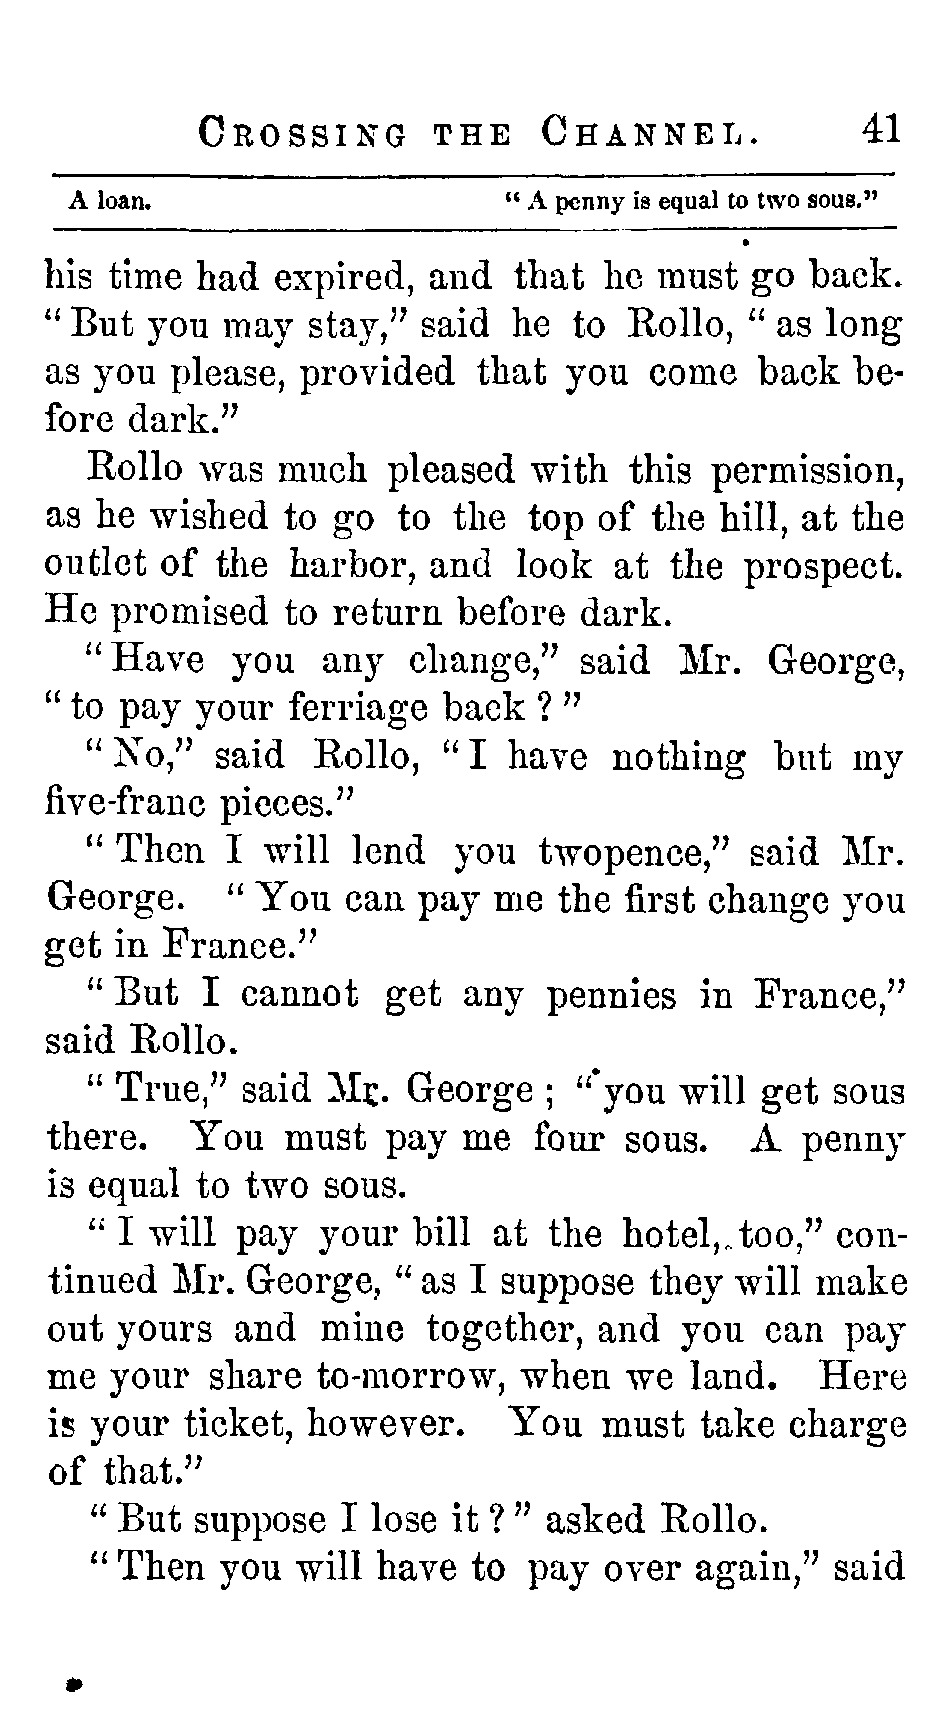 CROSSING THE CHANNEL. 41
A loan. “ A penny is equal to two sous.”
his time had expired, and that he must go back.
“ But you may stay,” said he to Rollo, “ as long
as you please, provided that you come back be-
fore dark.”
Rollo was much pleased with this permission,
as he wished to go to the top of the hill, at the
outlet of the harbor, and look at the prospect.
He promised to return before dark.
“ Have you any change,” said Mr. George,
“ to pay your ferriage back ? ”
“ No,” said Rollo, “ I have nothing but my
five-franc pieces.”
“ Then I will lend you twopence,” said Mr.
George. “ You can pay me the first change you
get in France.”
“ But I cannot get any pennies in France,”
said Rollo.
“ True,” said Mr. George ; “ you will get sous
there. You must pay me four sous. A penny
is equal to two sous.
“ I will pay your bill at the hotel, too,” con-
tinued Mr. George, “ as I suppose they will make
out yours and mine together, and you can pay
me your share to-morrow, when we land. Here
is your ticket, however. You must take charge
of that.”
“ But suppose I lose it ? ” asked Rollo.
“ Then you will have to pay over again,” said